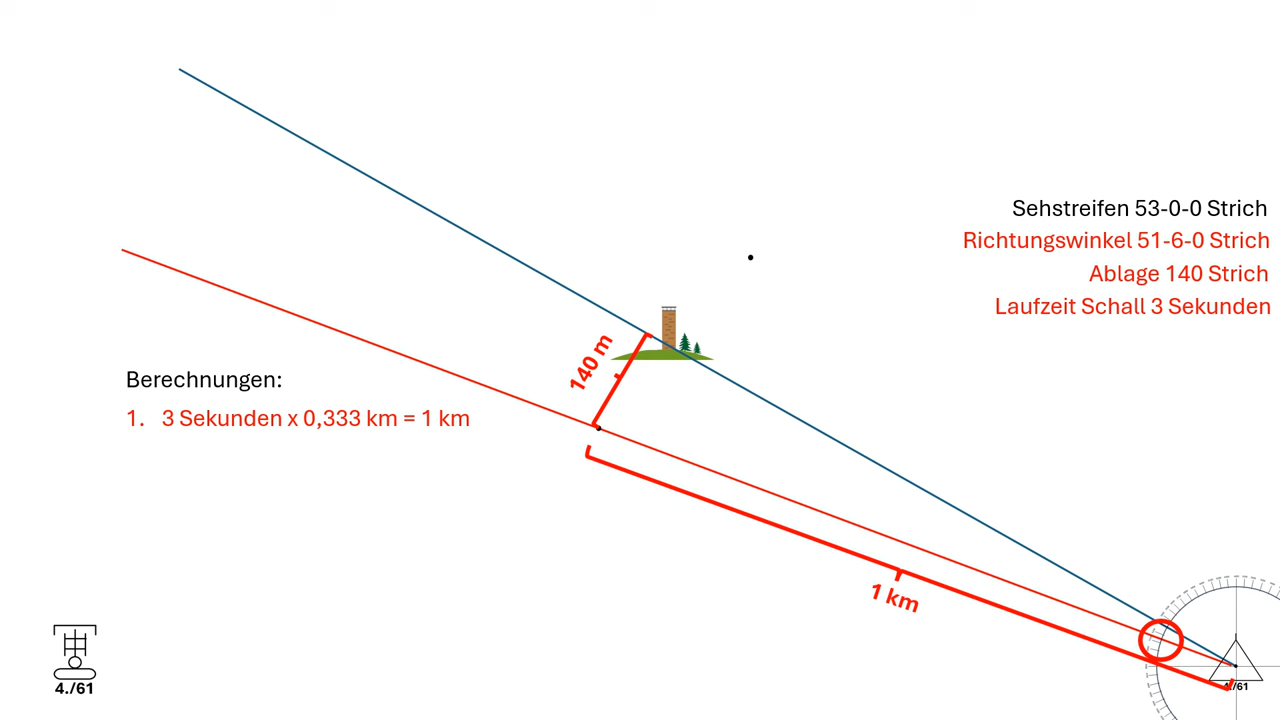 Sehstreifen 53-0-0 Strich
Richtungswinkel 51-6-0 Strich
Ablage 140 Strich
Laufzeit Schall 3 Sekunden
140 m
Berechnungen:
1. 3 Sekunden x 0,333 km = 1 km
1 km
4./61
4./61